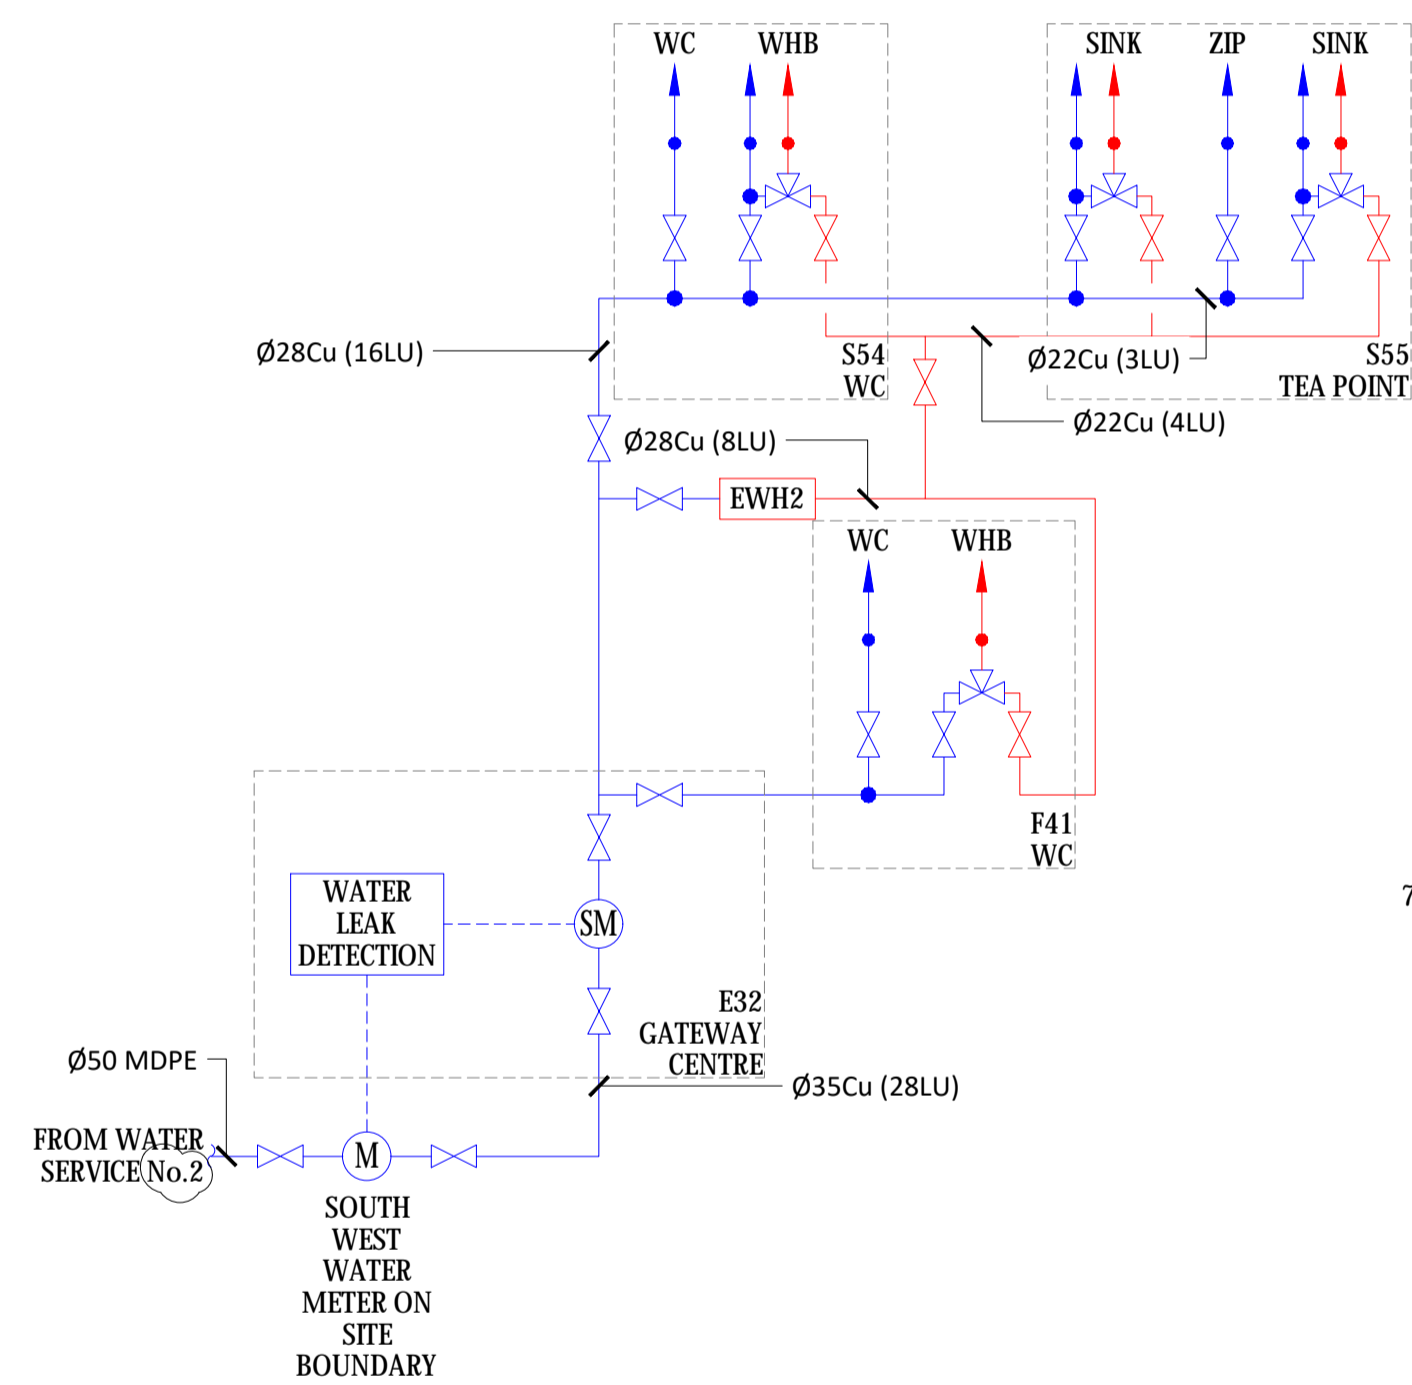 WC WHB SINK ZIP SINK
Ø28Cu (16LU)
S54
WC
Ø22Cu (3LU)
S55
TEA POINT
Ø22Cu (4LU)
Ø28Cu (8LU)
EWH2
WC WHB
F41
WC
WATER
LEAK
DETECTION
SM
7
E32
GATEWAY
CENTRE
Ø50 MDPE
Ø35Cu (28LU)
FROM WATER
SERVICE No.2
M
SOUTH
WEST
WATER
METER ON
SITE
BOUNDARY